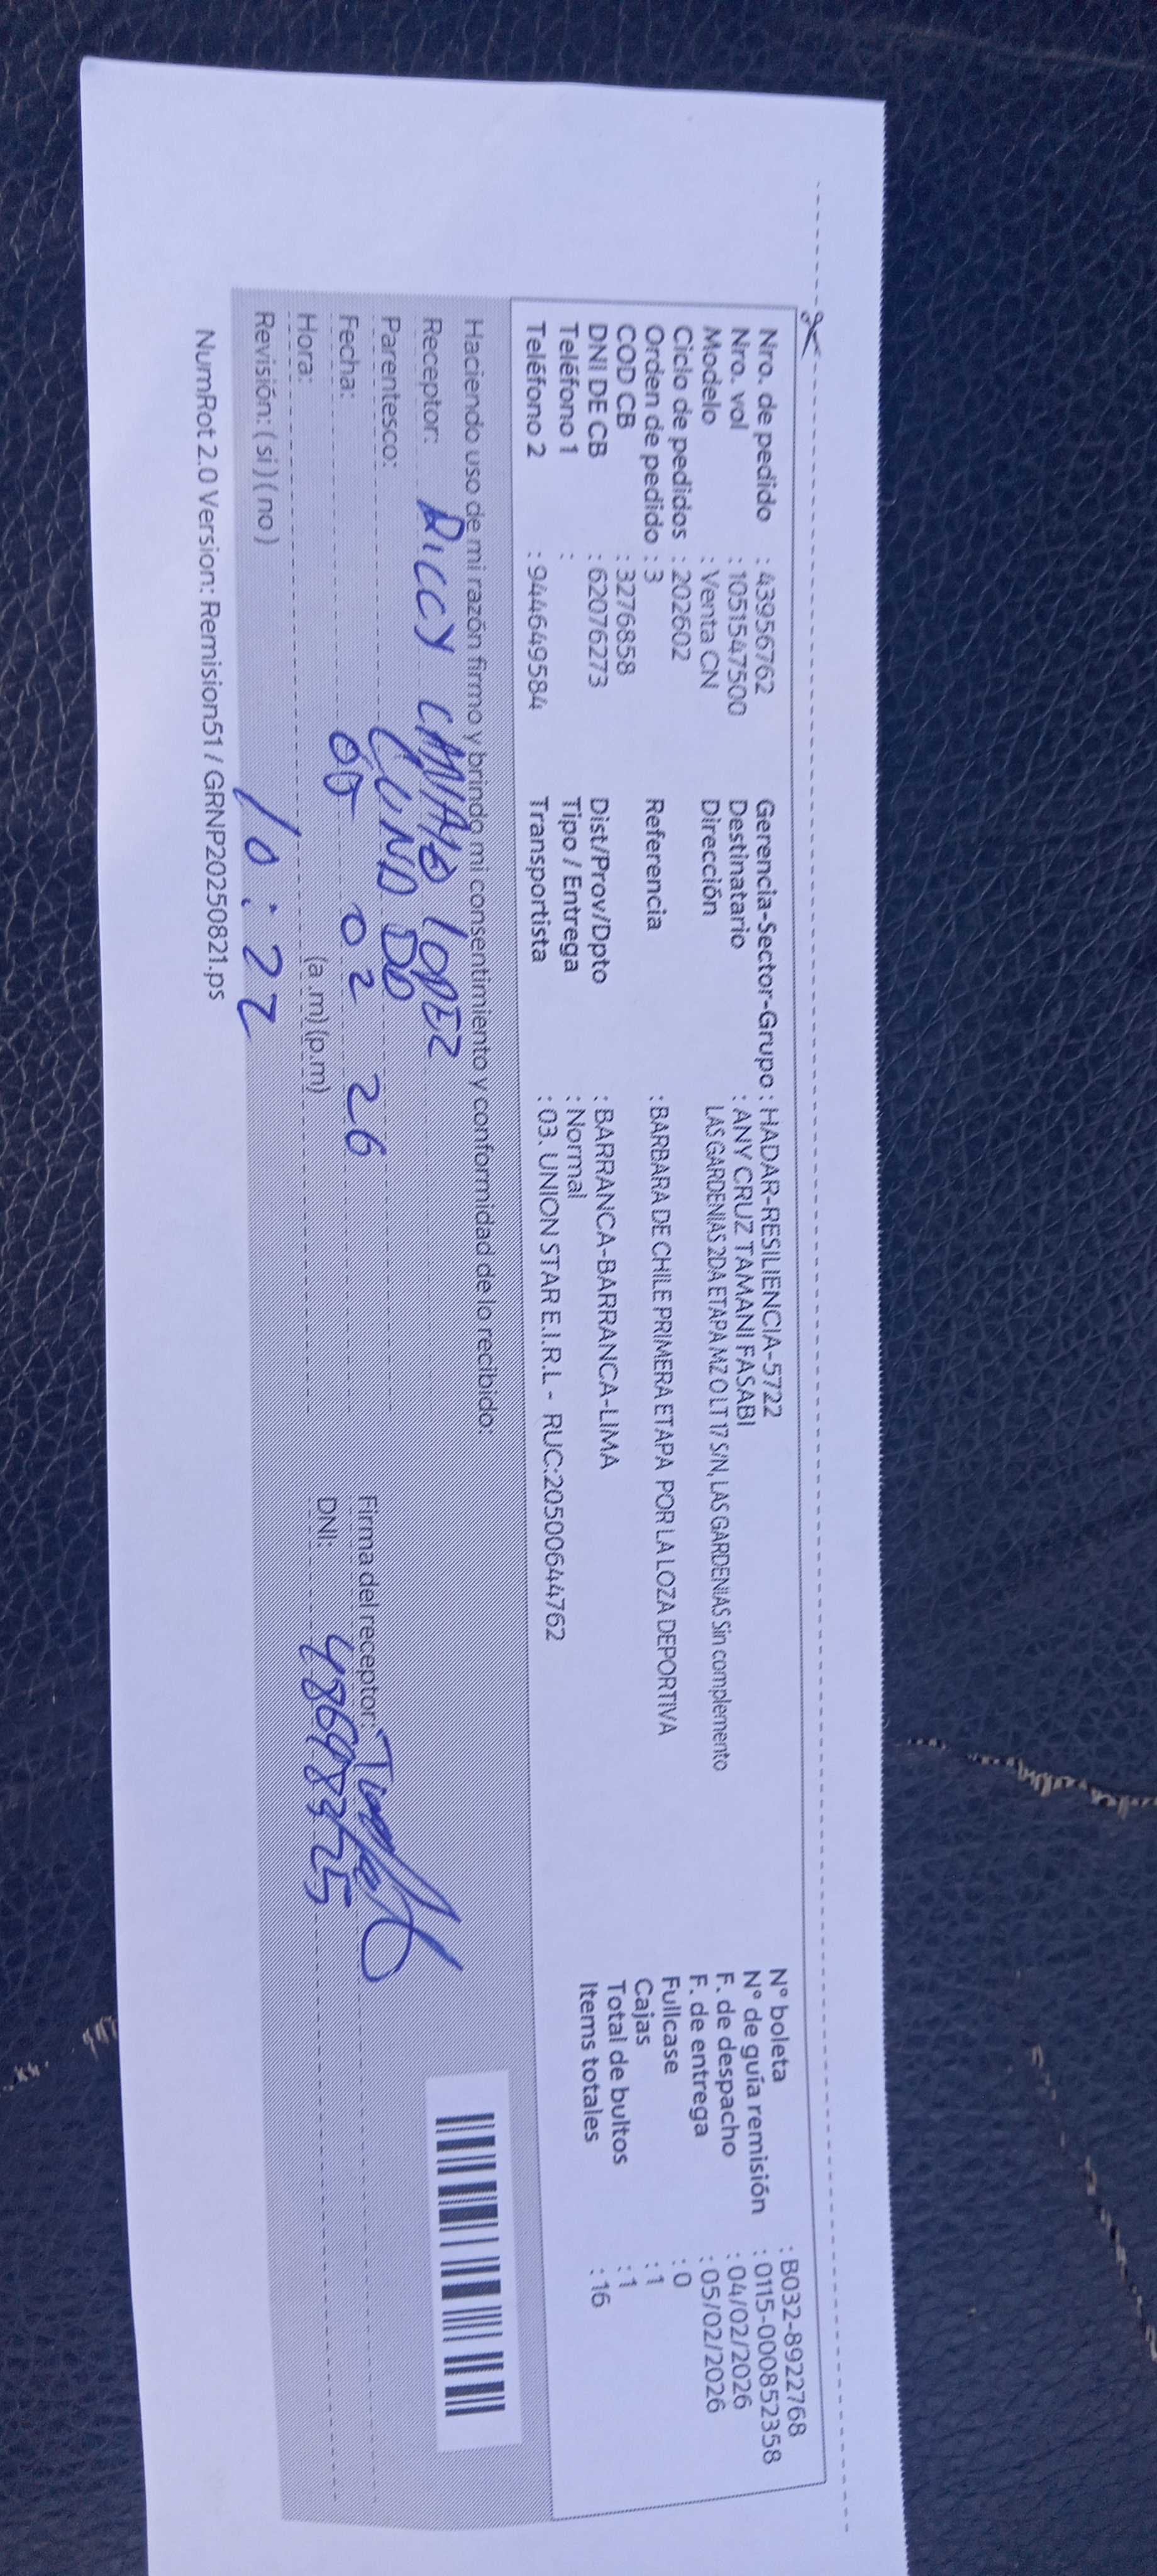 Nro. de pedido : 43956762 Gerencia-Sector-Grupo : HADAR-RESILIENCIA-5722 N° boleta : B032-8922768
Nro. vol : 1051547500 Destinatario : ANY CRUZ TAMANI FASABI N° de guía remisión : 0115-000852358
Modelo : Venta CN Dirección LAS GARDENIAS 2DA ETAPA MZ O LT 17 S/N, LAS GARDENIAS Sin complemento F. de despacho : 04/02/2026
Ciclo de pedidos : 202602 F. de entrega : 05/02/2026
Orden de pedido : 3 Referencia : BARBARA DE CHILE PRIMERA ETAPA POR LA LOZA DEPORTIVA Fullcase : 0
COD CB : 3276858 Cajas : 1
DNI DE CB : 62076273 Dist/Prov/Dpto : BARRANCA-BARRANCA-LIMA Total de bultos : 1
Teléfono 1 : Tipo / Entrega : Normal Items totales : 16
Teléfono 2 : 944649584 Transportista : 03. UNION STAR E.I.R.L - RUC:20500644762
Haciendo uso de mi razón firmo y brindo mi consentimiento y conformidad de lo recibido:
Receptor: RICCY LOPEZ
Parentesco: CUNADO Firma del receptor:
Fecha: 05 02 26 DNI:
Hora: (a.m) (p.m)
Revisión: ( si ) ( no ) 10:22
NumRot 2.0 Version: Remision51 / GRNP20250821.ps